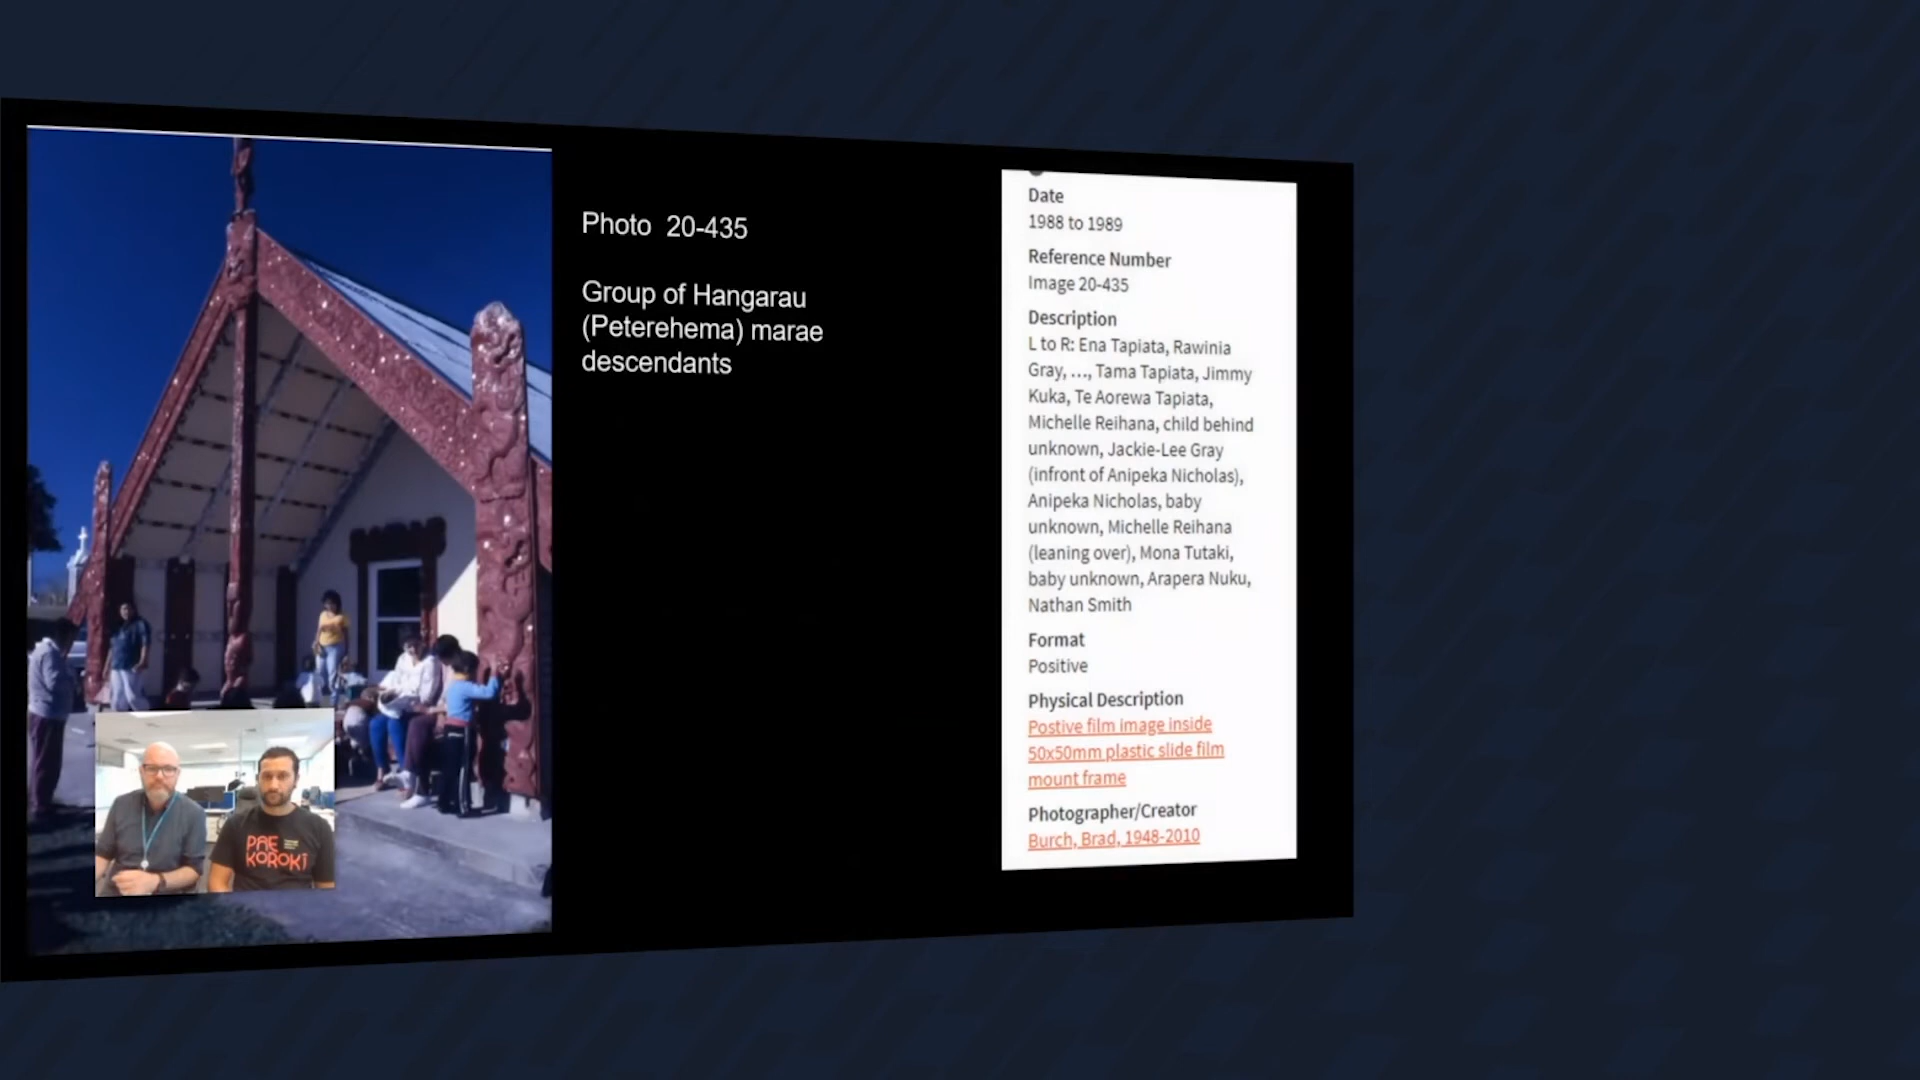 Photo 20-435
Group of Hangarau
(Peterehema) marae
descendants
Date
1988 to 1989
Reference Number
Image 20-435
Description
L to R: Ena Tapiata, Rawinia
Gray, ..., Tama Tapiata, Jimmy
Kuka, Te Aorewa Tapiata,
Michelle Reihana, child behind
unknown, Jackie-Lee Gray
(infront of Anipeka Nicholas),
Anipeka Nicholas, baby
unknown, Michelle Reihana
(leaning over), Mona Tutaki,
baby unknown, Arapera Nuku,
Nathan Smith
Format
Positive
Physical Description
Postive film image inside
50x50mm plastic slide film
mount frame
Photographer/Creator
Burch, Brad, 1948-2010
PAE
KOROKĪ